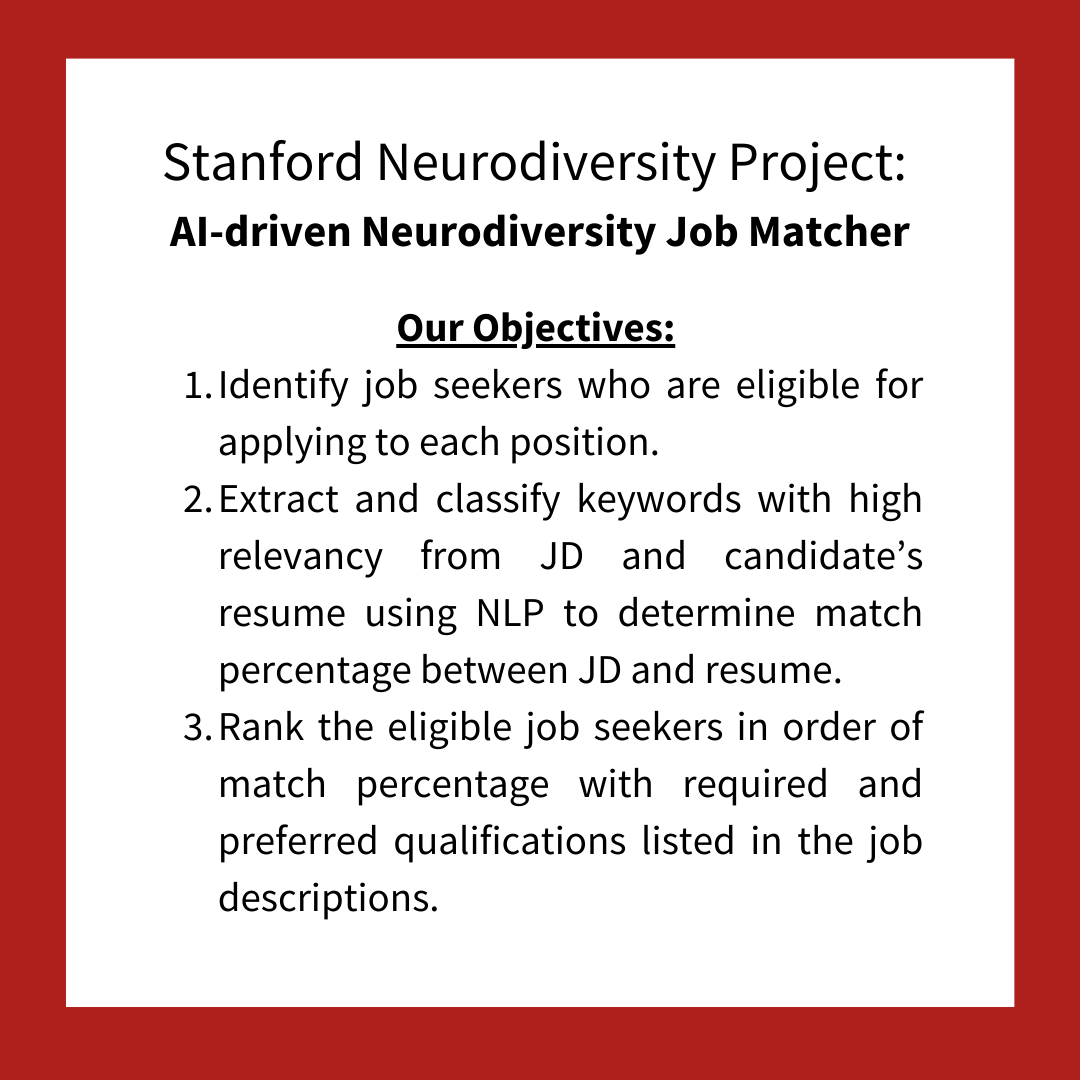 Stanford Neurodiversity Project:
AI-driven Neurodiversity Job Matcher
Our Objectives:
1. Identify job seekers who are eligible for
applying to each position.
2. Extract and classify keywords with high
relevancy from JD and candidate’s
resume using NLP to determine match
percentage between JD and resume.
3. Rank the eligible job seekers in order of
match percentage with required and
preferred qualifications listed in the job
descriptions.